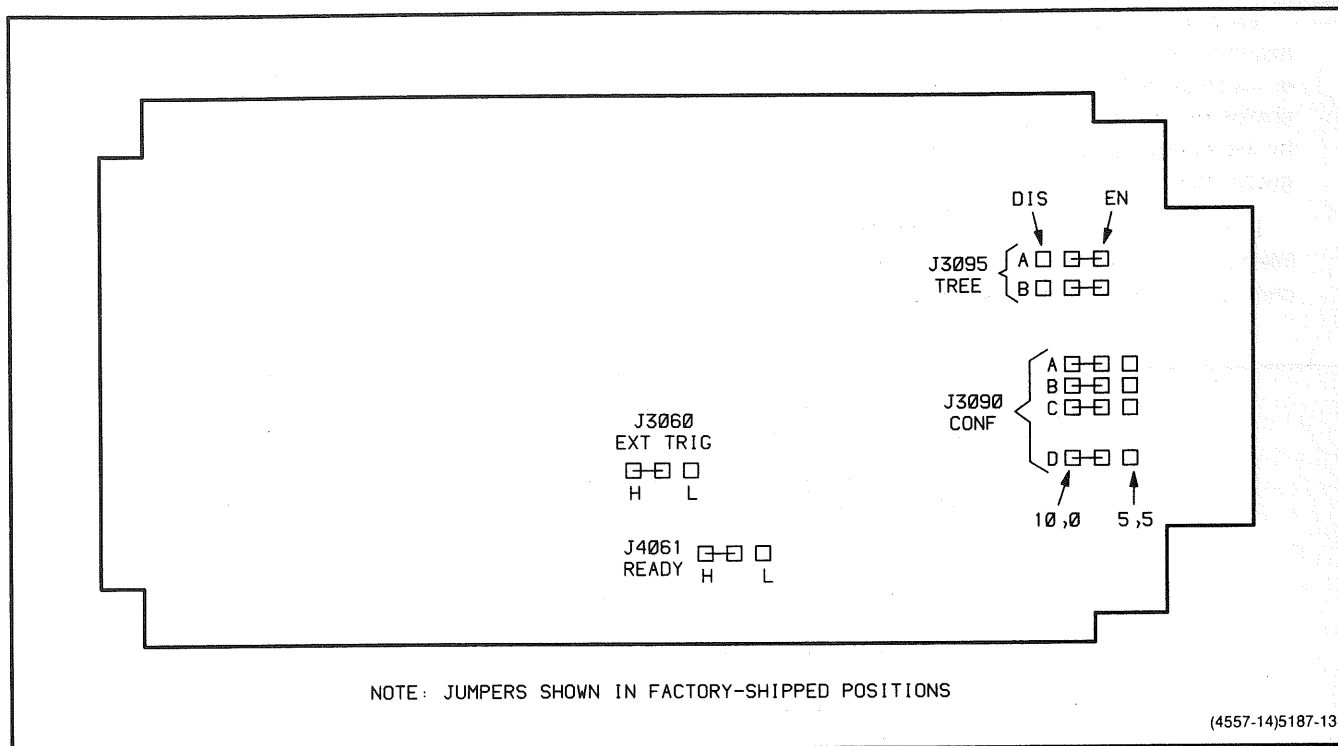 DIS EN
J3095
TREE
A
B
J3090
CONF
A
B
C
D
10,0 5,5
J3060
EXT TRIG
H L
J4061
READY
H L
NOTE: JUMPERS SHOWN IN FACTORY-SHIPPED POSITIONS
(4557-14)5187-13